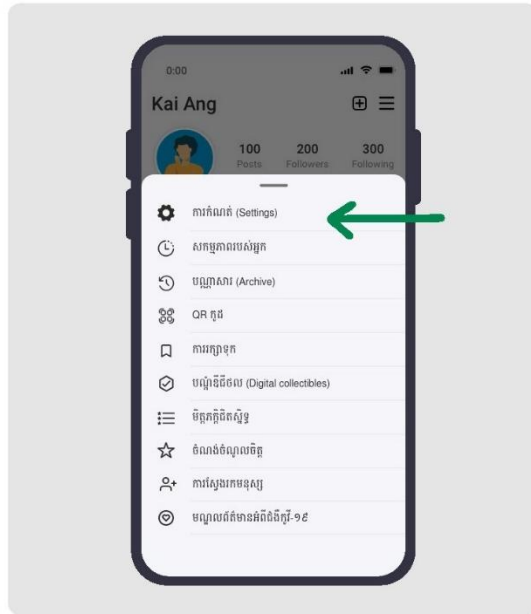 0:00
Kai Ang
100 200 300
Posts Followers Following
ការកំណត់ (Settings)
សកម្មភាពរបស់អ្នក
បណ្ណាសារ (Archive)
QR កូដ
ការរក្សាទុក
បណ្ណុំឌីជីថល (Digital collectibles)
មិត្តភក្តិជិតស្និទ្ធ
ចំណង់ចំណូលចិត្ត
ការស្វែងរកមនុស្ស
មណ្ឌលព័ត៌មានអំពីជំងឺកូវីដ-១៩